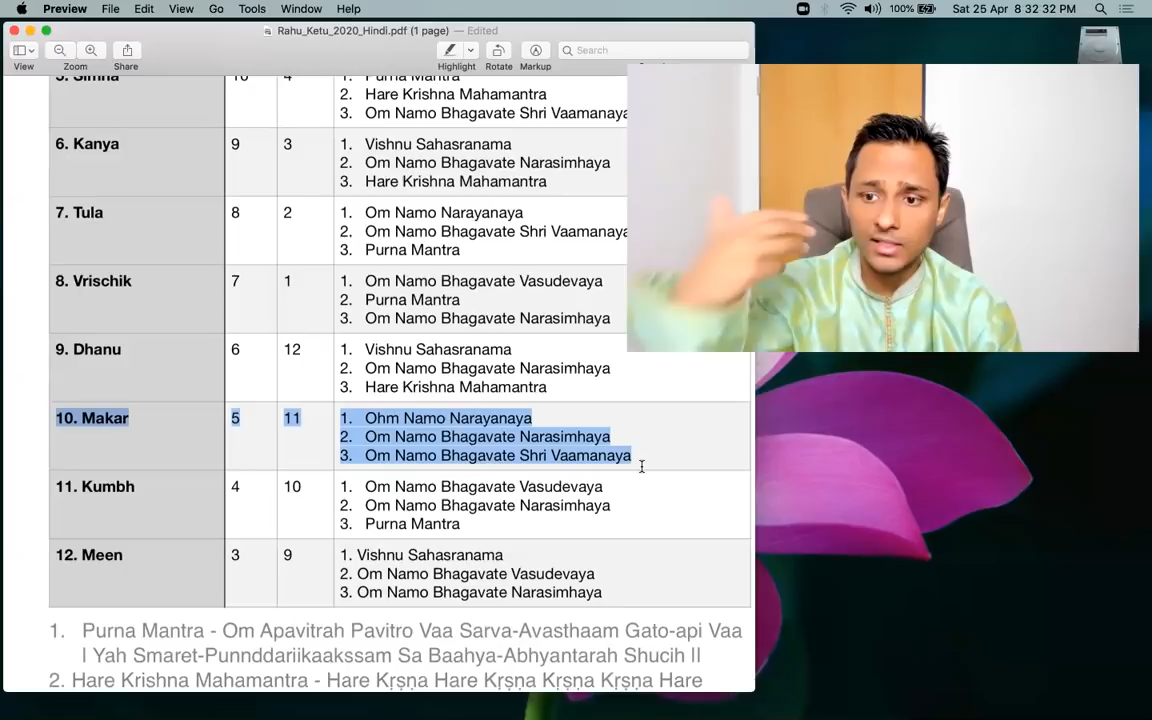 Preview File Edit View Go Tools Window Help 100% Sat 25 Apr 8 32 32 PM
Rahu_Ketu_2020_Hindi.pdf (1 page) — Edited
Search
View Zoom Share Highlight Rotate Markup
5. Simha 10 4 1. Purna Mantra
2. Hare Krishna Mahamantra
3. Om Namo Bhagavate Shri Vaamanaya
6. Kanya 9 3 1. Vishnu Sahasranama
2. Om Namo Bhagavate Narasimhaya
3. Hare Krishna Mahamantra
7. Tula 8 2 1. Om Namo Narayanaya
2. Om Namo Bhagavate Shri Vaamanaya
3. Purna Mantra
8. Vrischik 7 1 1. Om Namo Bhagavate Vasudevaya
2. Purna Mantra
3. Om Namo Bhagavate Narasimhaya
9. Dhanu 6 12 1. Vishnu Sahasranama
2. Om Namo Bhagavate Narasimhaya
3. Hare Krishna Mahamantra
10. Makar 5 11 1. Ohm Namo Narayanaya
2. Om Namo Bhagavate Narasimhaya
3. Om Namo Bhagavate Shri Vaamanaya
11. Kumbh 4 10 1. Om Namo Bhagavate Vasudevaya
2. Om Namo Bhagavate Narasimhaya
3. Purna Mantra
12. Meen 3 9 1. Vishnu Sahasranama
2. Om Namo Bhagavate Vasudevaya
3. Om Namo Bhagavate Narasimhaya
1. Purna Mantra - Om Apavitrah Pavitro Vaa Sarva-Avasthaam Gato-api Vaa
| Yah Smaret-Punnddariikaakssam Sa Baahya-Abhyantarah Shucih ||
2. Hare Krishna Mahamantra - Hare Kṛṣṇa Hare Kṛṣṇa Kṛṣṇa Kṛṣṇa Hare